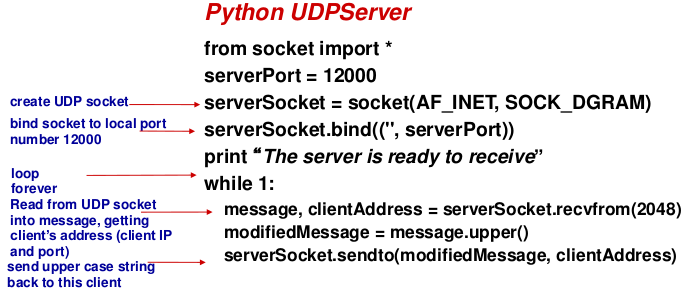 Python UDPServer
from socket import *
serverPort = 12000
create UDP socket
serverSocket = socket(AF_INET, SOCK_DGRAM)
bind socket to local port
number 12000
serverSocket.bind(('', serverPort))
print “The server is ready to receive”
loop
forever
while 1:
Read from UDP socket
into message, getting
client’s address (client IP
and port)
message, clientAddress = serverSocket.recvfrom(2048)
modifiedMessage = message.upper()
send upper case string
back to this client
serverSocket.sendto(modifiedMessage, clientAddress)